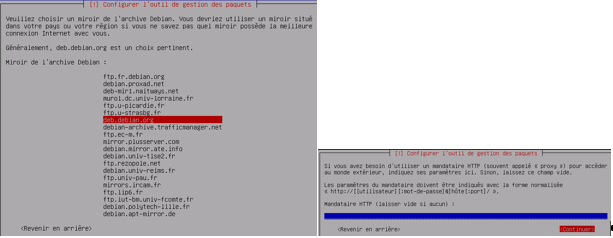 [!] Configurer l'outil de gestion des paquets
Veuillez choisir un miroir de l'archive Debian. Vous devriez utiliser un miroir situé
dans votre pays ou votre région si vous ne savez pas quel miroir possède la meilleure
connexion Internet avec vous.
Généralement, deb.debian.org est un choix pertinent.
Miroir de l'archive Debian :
ftp.fr.debian.org
debian.proxad.net
deb-mir1.naitways.net
miroir.univ-lorraine.fr
ftp.u-picardie.fr
ftp.u-strasbg.fr
deb.debian.org
debian-archive.trafficmanager.net
ftp.ec-m.fr
mirror.plusserver.com
debian.mirror.ate.info
debian.univ-tlse2.fr
ftp.rezopole.net
debian.univ-reims.fr
ftp.univ-pau.fr
mirrors.ircam.fr
ftp.lip6.fr
ftp.iut-bm.univ-fcomte.fr
debian.polytech-lille.fr
debian.apt-mirror.de
<Revenir en arrière>
[!] Configurer l'outil de gestion des paquets
Si vous avez besoin d'utiliser un mandataire HTTP (souvent appelé « proxy ») pour accéder
au monde extérieur, indiquez ses paramètres ici. Sinon, laissez ce champ vide.
Les paramètres du mandataire doivent être indiqués avec la forme normalisée
« http://[[utilisateur][:mot-de-passe]@]hôte[:port]/ ».
Mandataire HTTP (laisser vide si aucun) :
<Revenir en arrière>
<Continuer>